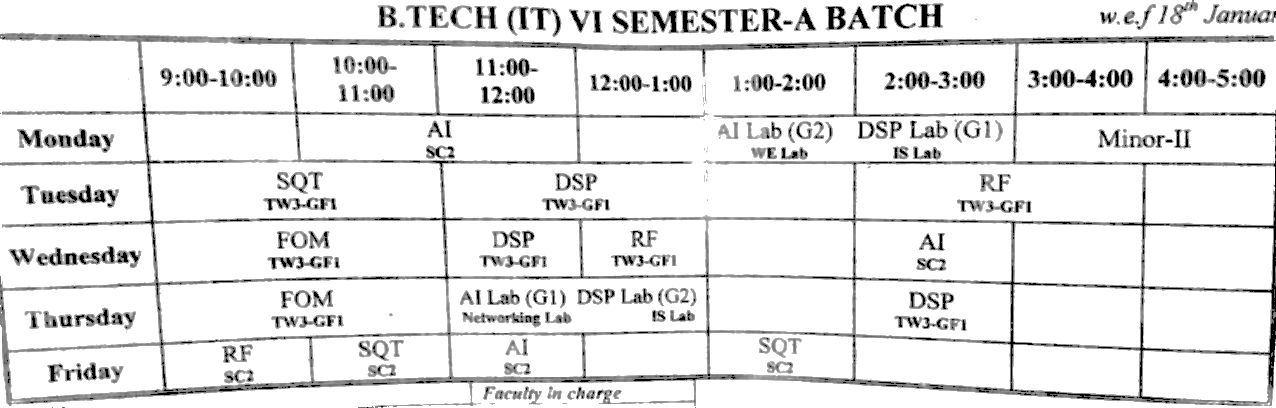 B.TECH (IT) VI SEMESTER-A BATCH w.e.f 18th Januar
9:00-10:00 10:00-11:00 11:00-12:00 12:00-1:00 1:00-2:00 2:00-3:00 3:00-4:00 4:00-5:00
Monday AI AI Lab (G2) DSP Lab (G1) Minor-II
SC2 WE Lab IS Lab
Tuesday SQT DSP RF
TW3-GF1 TW3-GF1 TW3-GF1
Wednesday FOM DSP RF AI
TW3-GF1 TW3-GF1 TW3-GF1 SC2
Thursday FOM AI Lab (G1) DSP Lab (G2) DSP
TW3-GF1 Networking Lab IS Lab TW3-GF1
Friday RF SQT AI SQT
SC2 SC2 SC2 SC2
Faculty in charge